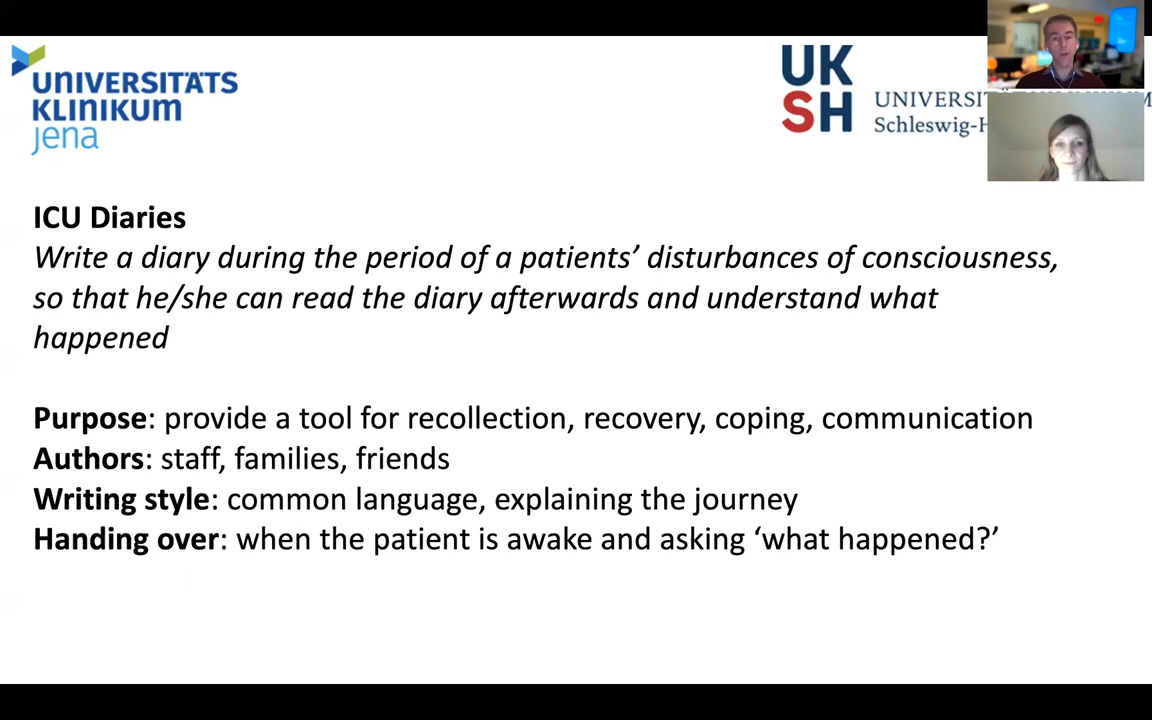 UNIVERSITÄTS
KLINIKUM
jena
UK
SH
Schleswig-H
ICU Diaries
Write a diary during the period of a patients’ disturbances of consciousness,
so that he/she can read the diary afterwards and understand what
happened
Purpose: provide a tool for recollection, recovery, coping, communication
Authors: staff, families, friends
Writing style: common language, explaining the journey
Handing over: when the patient is awake and asking ‘what happened?’